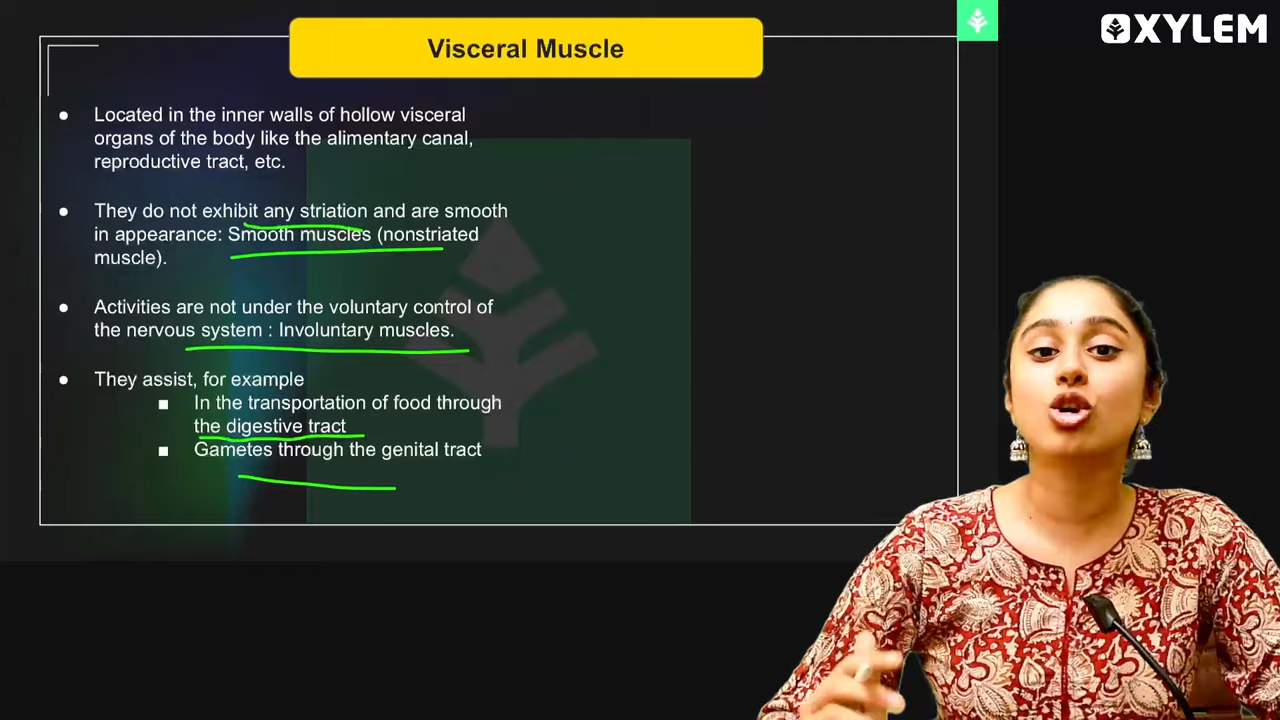 Visceral Muscle
XYLEM
● Located in the inner walls of hollow visceral
organs of the body like the alimentary canal,
reproductive tract, etc.
● They do not exhibit any striation and are smooth
in appearance: Smooth muscles (nonstriated
muscle).
● Activities are not under the voluntary control of
the nervous system : Involuntary muscles.
● They assist, for example
■ In the transportation of food through
the digestive tract
■ Gametes through the genital tract